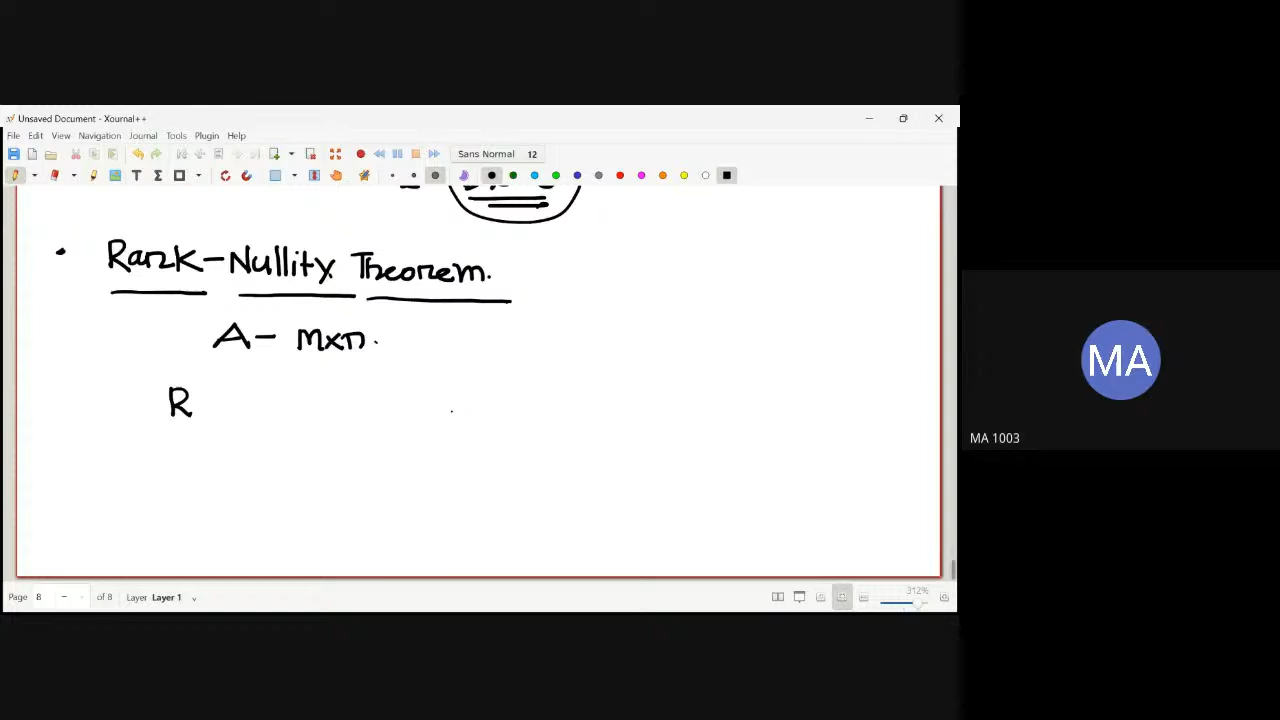 Unsaved Document - Xournal++
File Edit View Navigation Journal Tools Plugin Help
Sans Normal 12
• Rank-Nullity Theorem.
A - m×n.
R
MA
MA 1003
Page 8 of 8 Layer Layer 1
312%